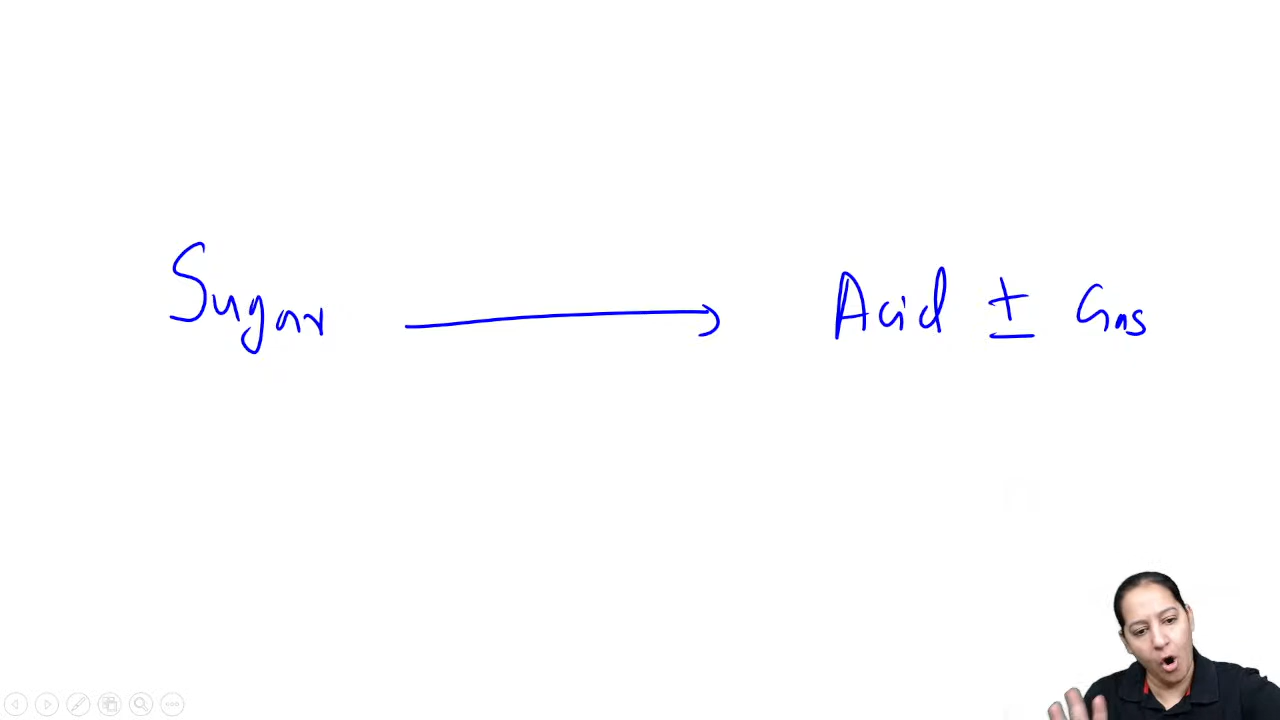 Sugar → Acid ± Gas